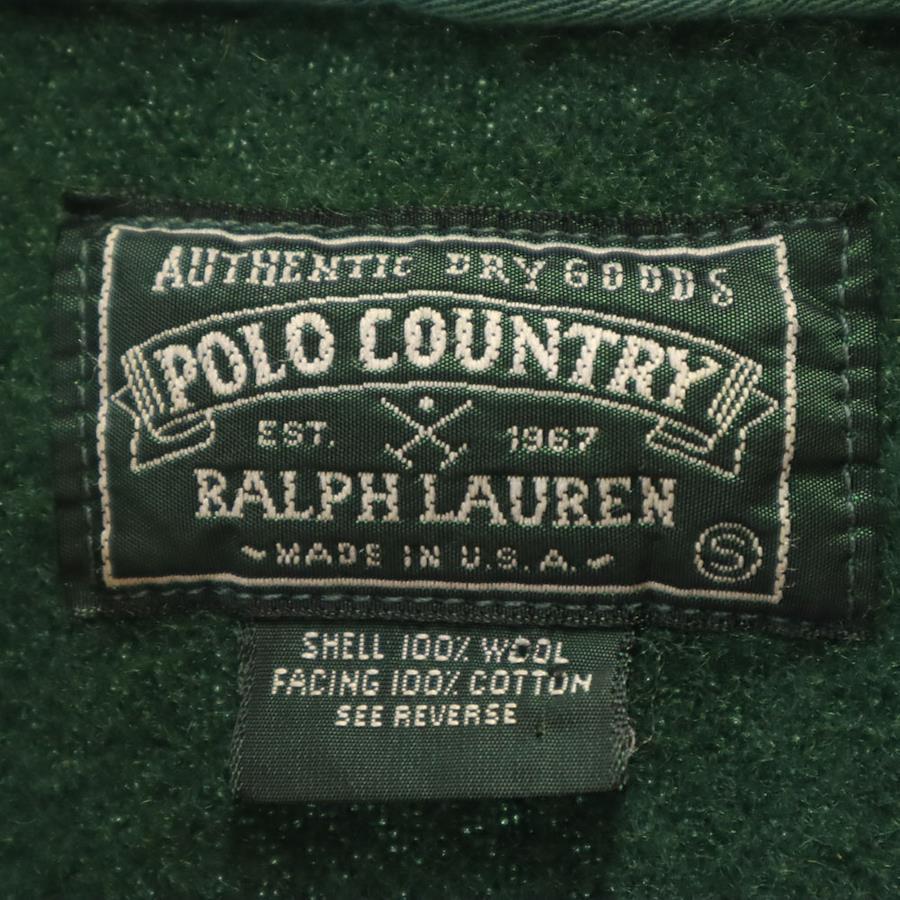 AUTHENTIC DRY GOODS
POLO COUNTRY
EST. 1967
RALPH LAUREN
MADE IN U.S.A.
S
SHELL 100% WOOL
FACING 100% COTTON
SEE REVERSE